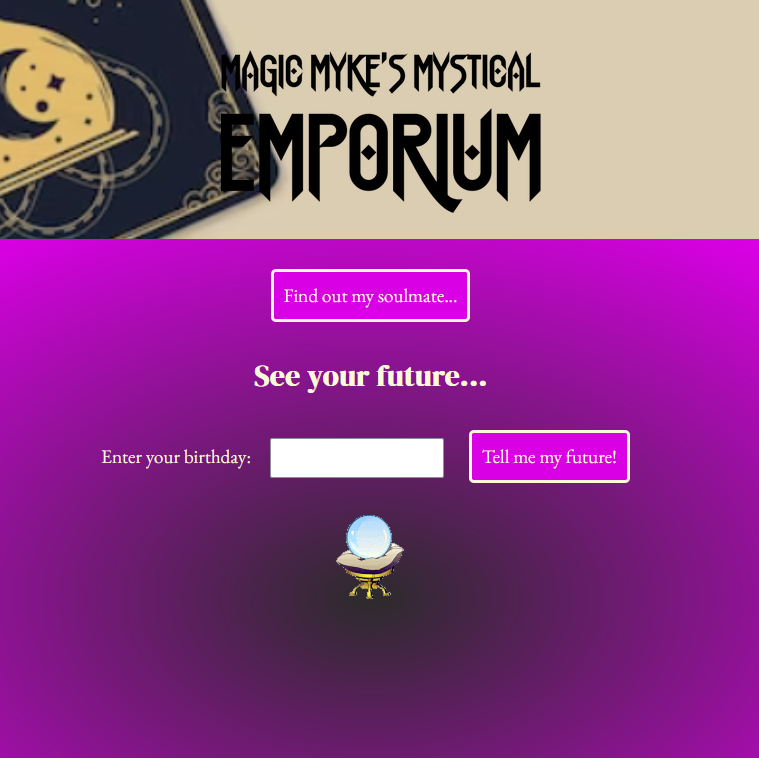 MAGIC MYKE'S MYSTICAL
EMPORIUM
Find out my soulmate...
See your future...
Enter your birthday:
Tell me my future!